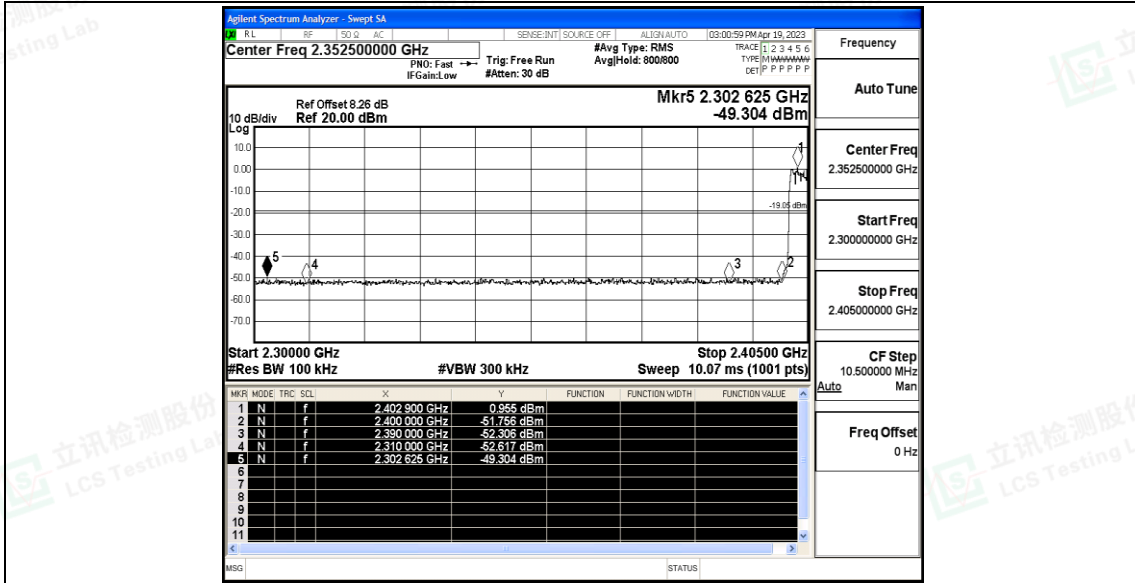 Agilent Spectrum Analyzer - Swept SA
LXI RL RF 50 Ω AC SENSE:INT SOURCE OFF ALIGN AUTO 03:00:59 PM Apr 19, 2023
Center Freq 2.352500000 GHz
PNO: Fast
IFGain:Low
Trig: Free Run
#Atten: 30 dB
#Avg Type: RMS
Avg|Hold: 800/800
TRACE 1 2 3 4 5 6
TYPE MWWWWW
DET P P P P P P
Mkr5 2.302 625 GHz
-49.304 dBm
Ref Offset 8.26 dB
10 dB/div Ref 20.00 dBm
Log
10.0
0.00
-10.0
-20.0
-30.0
-40.0
-50.0
-60.0
-70.0
1
-19.05 dBm
5
4
3
2
Start 2.30000 GHz Stop 2.40500 GHz
#Res BW 100 kHz #VBW 300 kHz Sweep 10.07 ms (1001 pts)
MKR MODE TRC SCL X Y FUNCTION FUNCTION WIDTH FUNCTION VALUE
1 N f 2.402 900 GHz 0.955 dBm
2 N f 2.400 000 GHz -51.756 dBm
3 N f 2.390 000 GHz -52.306 dBm
4 N f 2.310 000 GHz -52.617 dBm
5 N f 2.302 625 GHz -49.304 dBm
6
7
8
9
10
11
MSG STATUS
Frequency
Auto Tune
Center Freq
2.352500000 GHz
Start Freq
2.300000000 GHz
Stop Freq
2.405000000 GHz
CF Step
10.500000 MHz
Auto Man
Freq Offset
0 Hz
立讯检测股份
LCS Testing Lab